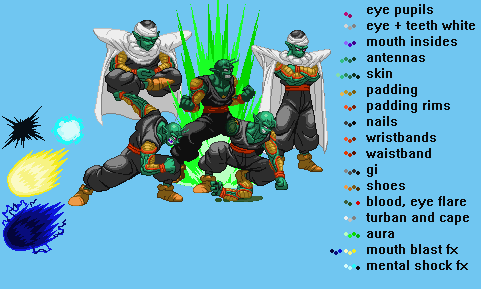 eye pupils
eye + teeth white
mouth insides
antennas
skin
padding
padding rims
nails
wristbands
waistband
gi
shoes
blood, eye flare
turban and cape
aura
mouth blast fx
mental shock fx